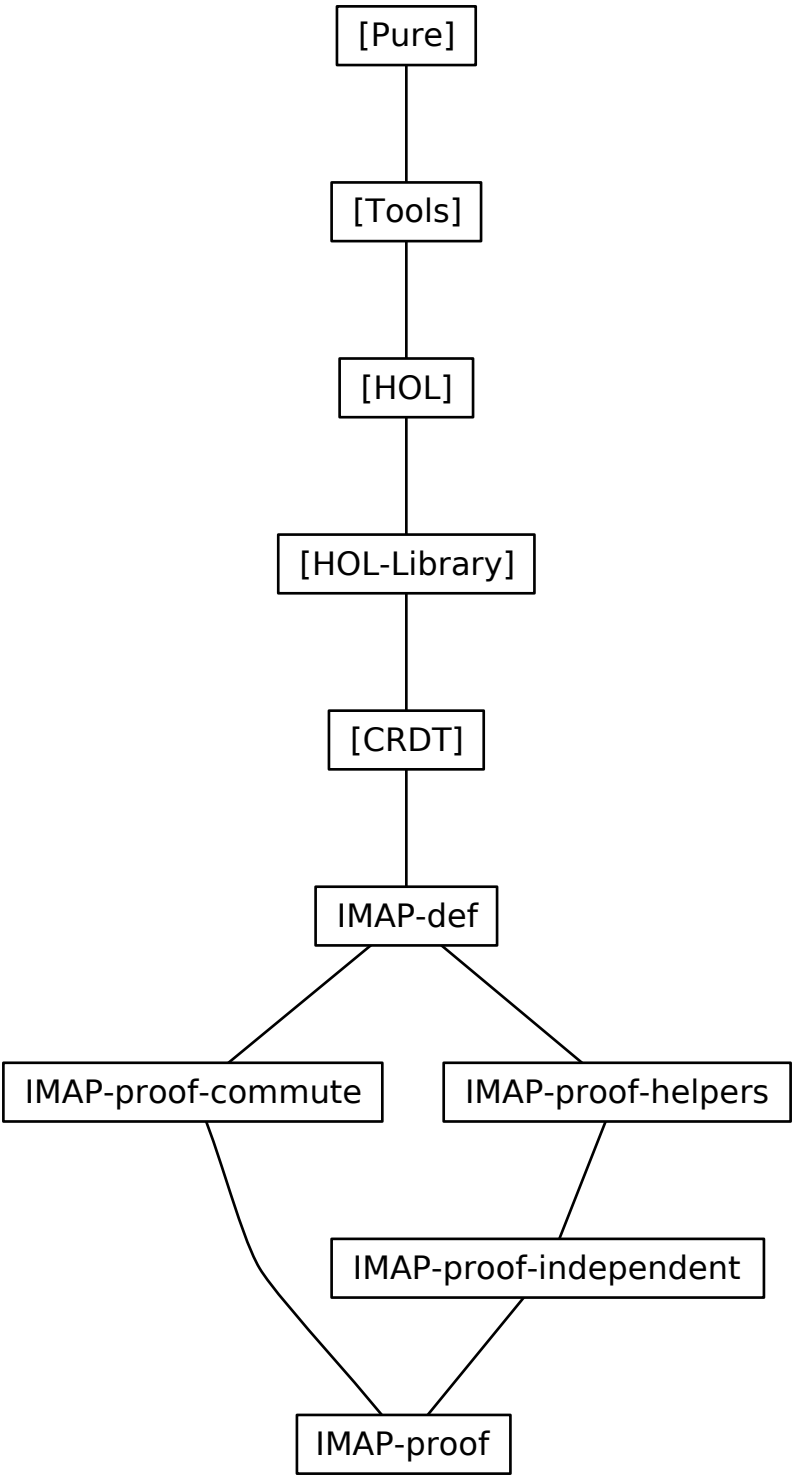 [Pure]
[Tools]
[HOL]
[HOL-Library]
[CRDT]
IMAP-def
IMAP-proof-commute
IMAP-proof-helpers
IMAP-proof-independent
IMAP-proof